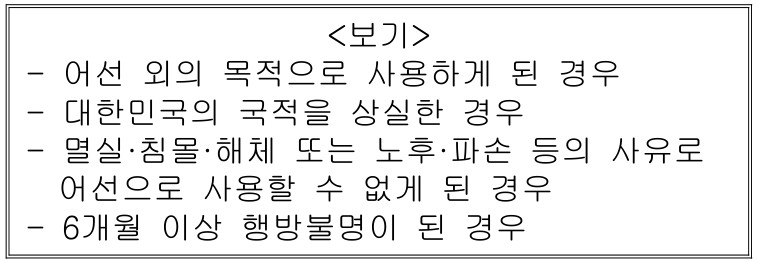 <보기>
- 어선 외의 목적으로 사용하게 된 경우
- 대한민국의 국적을 상실한 경우
- 멸실·침몰·해체 또는 노후·파손 등의 사유로
어선으로 사용할 수 없게 된 경우
- 6개월 이상 행방불명이 된 경우